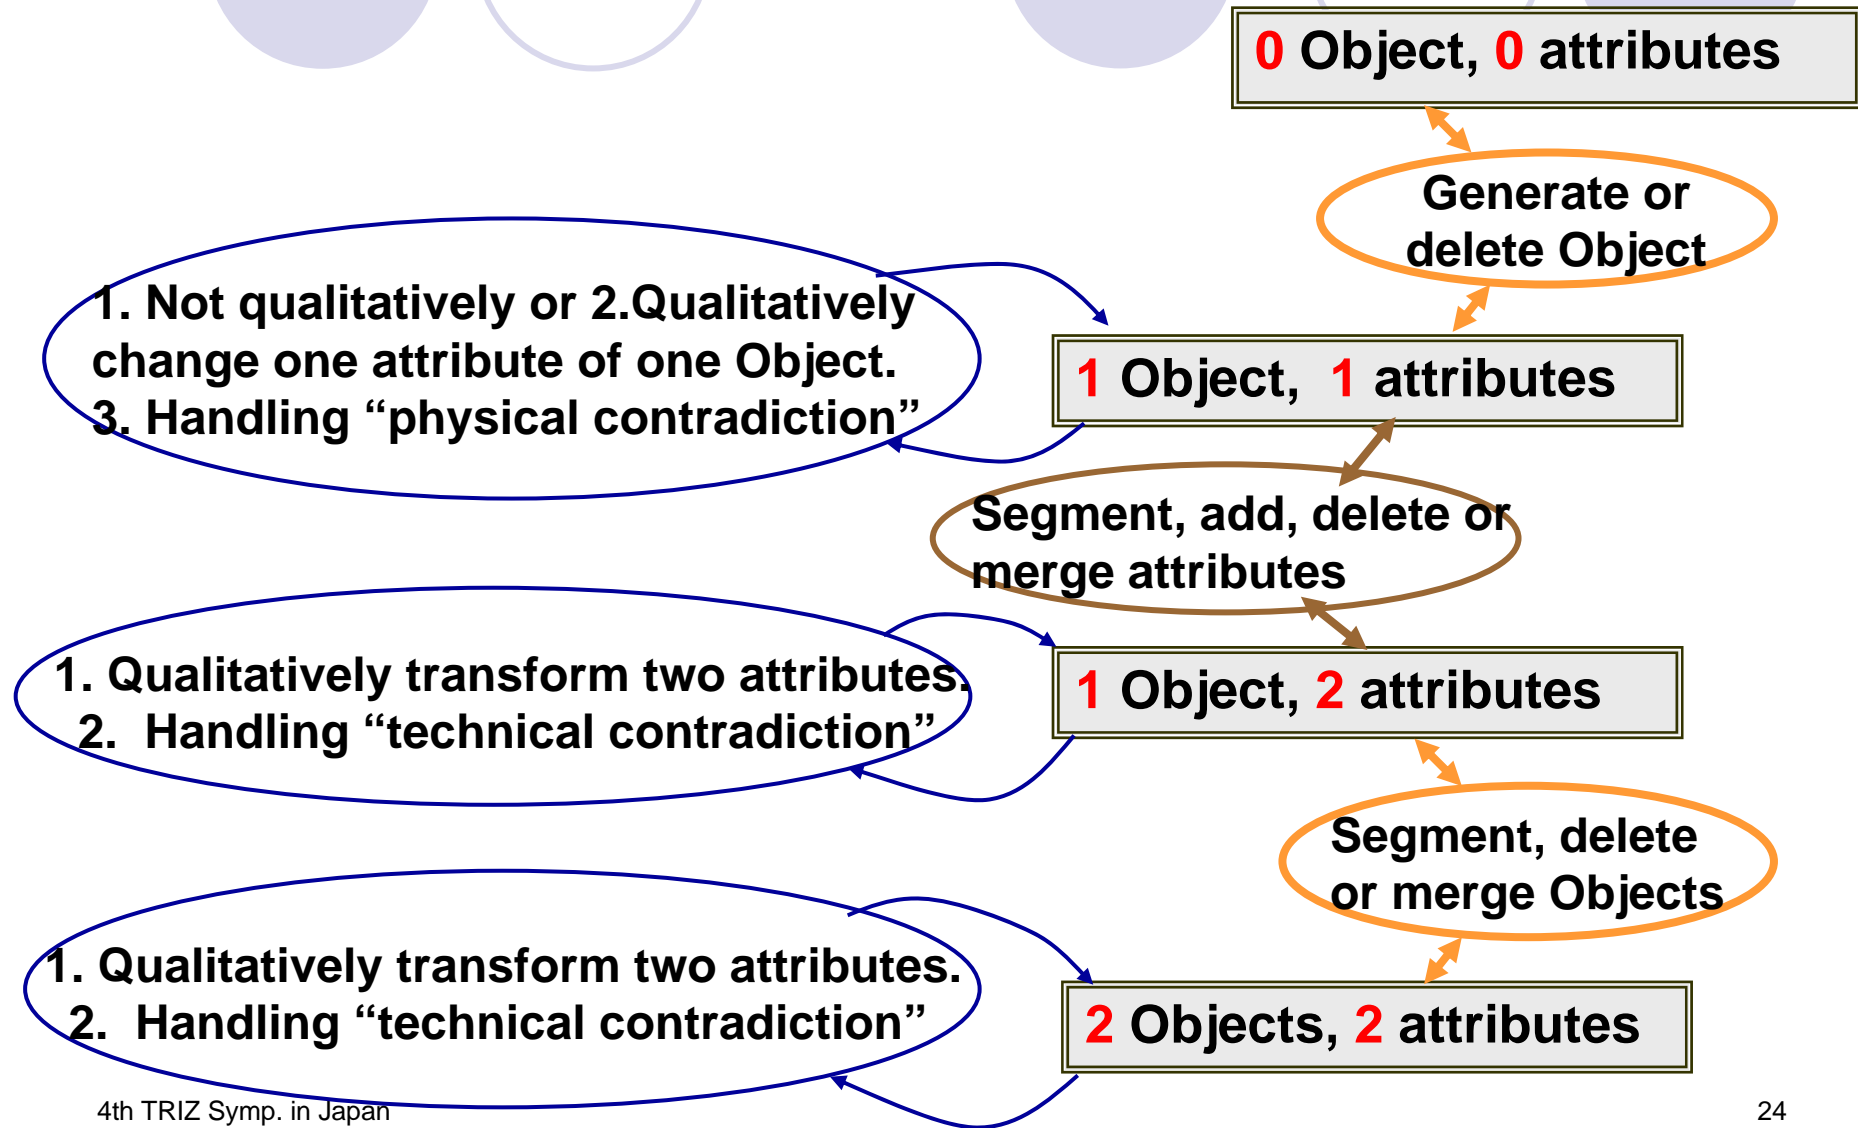 0 Object, 0 attributes
Generate or
delete Object
1. Not qualitatively or 2.Qualitatively
change one attribute of one Object.
3. Handling “physical contradiction”
1 Object, 1 attributes
Segment, add, delete or
merge attributes
1. Qualitatively transform two attributes.
2. Handling “technical contradiction”
1 Object, 2 attributes
Segment, delete
or merge Objects
1. Qualitatively transform two attributes.
2. Handling “technical contradiction”
2 Objects, 2 attributes
4th TRIZ Symp. in Japan
24